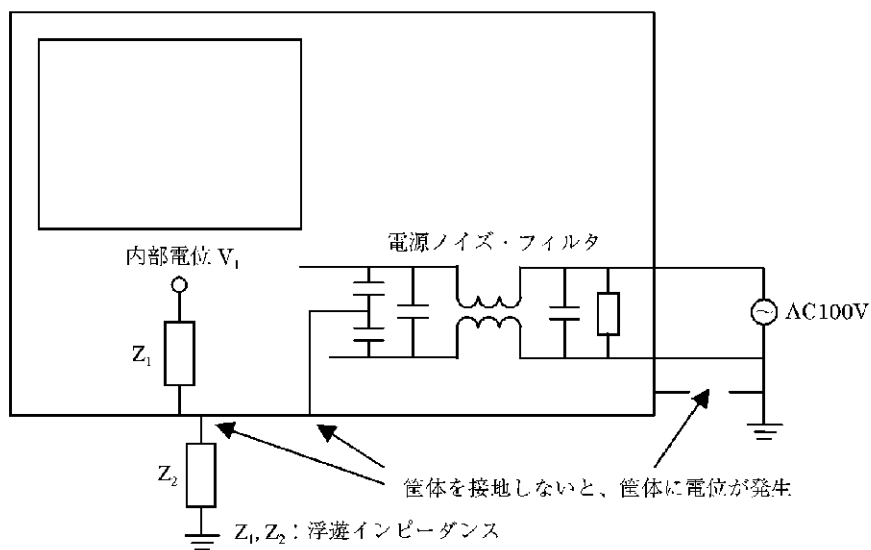 内部電位 V₁
電源ノイズ・フィルタ
AC100V
Z₁
Z₂
筐体を接地しないと、筐体に電位が発生
Z₁, Z₂：浮遊インピーダンス